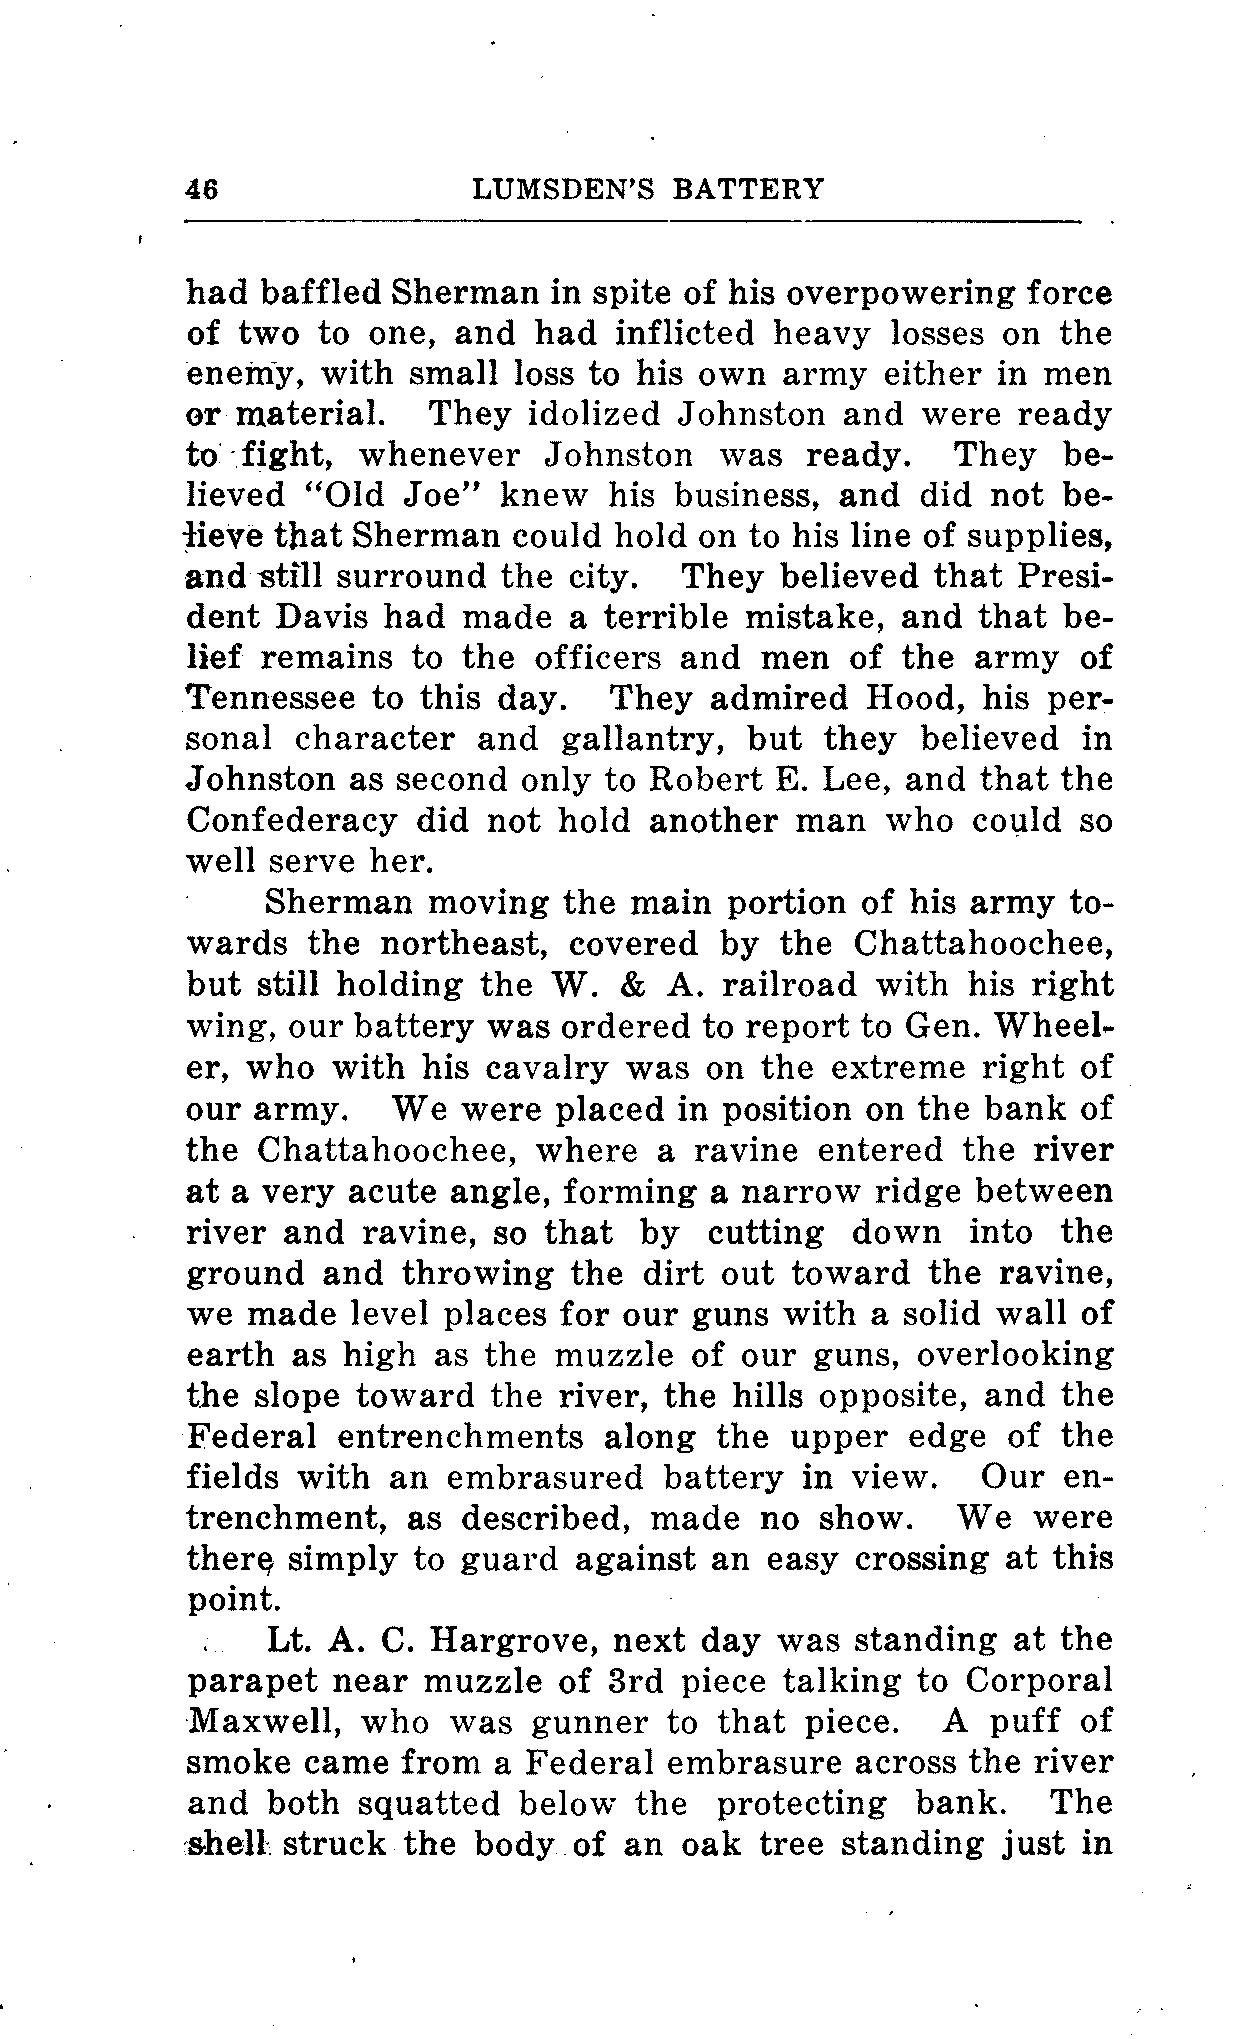 46 LUMSDEN'S BATTERY
had baffled Sherman in spite of his overpowering force
of two to one, and had inflicted heavy losses on the
enemy, with small loss to his own army either in men
or material. They idolized Johnston and were ready
to fight, whenever Johnston was ready. They be-
lieved "Old Joe" knew his business, and did not be-
lieve that Sherman could hold on to his line of supplies,
and still surround the city. They believed that Presi-
dent Davis had made a terrible mistake, and that be-
lief remains to the officers and men of the army of
Tennessee to this day. They admired Hood, his per-
sonal character and gallantry, but they believed in
Johnston as second only to Robert E. Lee, and that the
Confederacy did not hold another man who could so
well serve her.
Sherman moving the main portion of his army to-
wards the northeast, covered by the Chattahoochee,
but still holding the W. & A. railroad with his right
wing, our battery was ordered to report to Gen. Wheel-
er, who with his cavalry was on the extreme right of
our army. We were placed in position on the bank of
the Chattahoochee, where a ravine entered the river
at a very acute angle, forming a narrow ridge between
river and ravine, so that by cutting down into the
ground and throwing the dirt out toward the ravine,
we made level places for our guns with a solid wall of
earth as high as the muzzle of our guns, overlooking
the slope toward the river, the hills opposite, and the
Federal entrenchments along the upper edge of the
fields with an embrasured battery in view. Our en-
trenchment, as described, made no show. We were
there simply to guard against an easy crossing at this
point.
Lt. A. C. Hargrove, next day was standing at the
parapet near muzzle of 3rd piece talking to Corporal
Maxwell, who was gunner to that piece. A puff of
smoke came from a Federal embrasure across the river
and both squatted below the protecting bank. The
shell struck the body of an oak tree standing just in